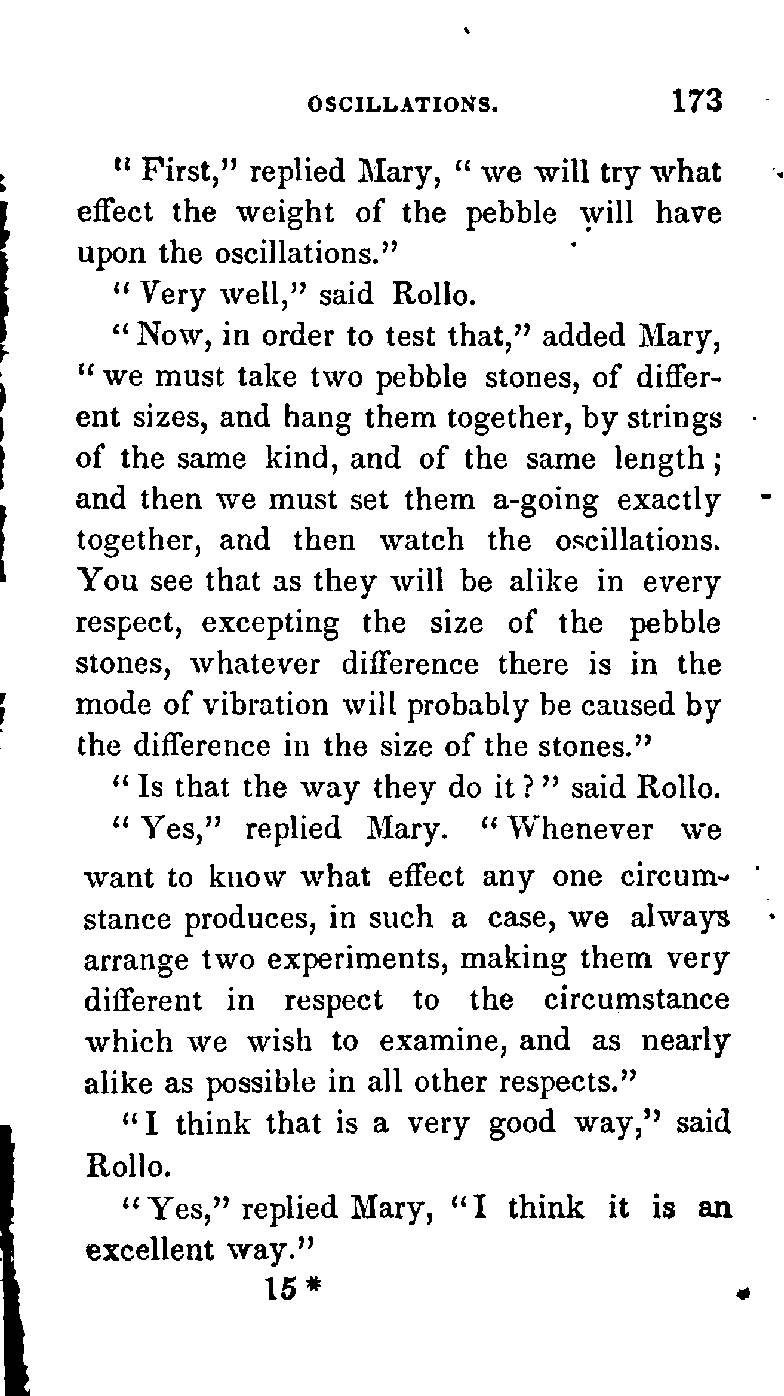 OSCILLATIONS. 173
“ First,” replied Mary, “ we will try what
effect the weight of the pebble will have
upon the oscillations.”
“ Very well,” said Rollo.
“ Now, in order to test that,” added Mary,
“ we must take two pebble stones, of differ-
ent sizes, and hang them together, by strings
of the same kind, and of the same length ;
and then we must set them a-going exactly
together, and then watch the oscillations.
You see that as they will be alike in every
respect, excepting the size of the pebble
stones, whatever difference there is in the
mode of vibration will probably be caused by
the difference in the size of the stones.”
“ Is that the way they do it ? ” said Rollo.
“ Yes,” replied Mary. “ Whenever we
want to know what effect any one circum-
stance produces, in such a case, we always
arrange two experiments, making them very
different in respect to the circumstance
which we wish to examine, and as nearly
alike as possible in all other respects.”
“ I think that is a very good way,” said
Rollo.
“ Yes,” replied Mary, “ I think it is an
excellent way.”
15 *